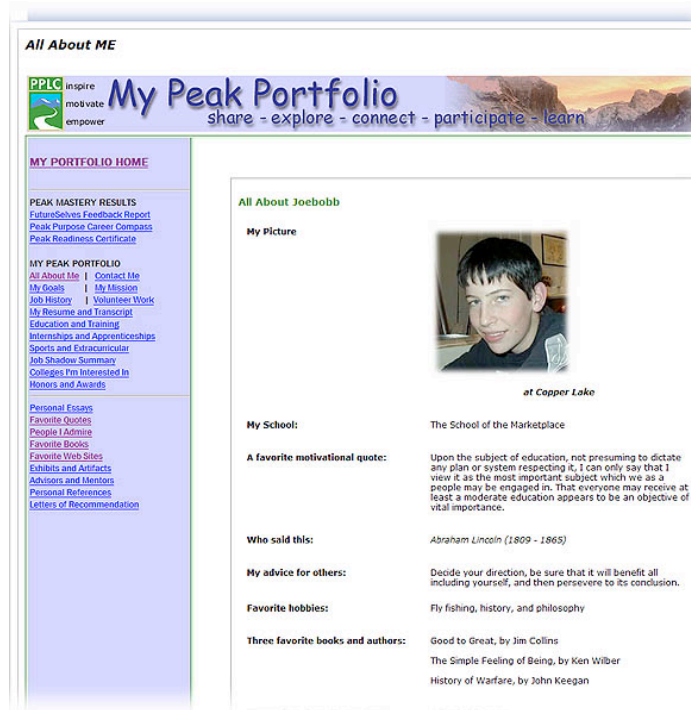 All About ME
PPLC inspire
motivate
empower
My Peak Portfolio
share - explore - connect - participate - learn
MY PORTFOLIO HOME
PEAK MASTERY RESULTS
FutureSelves Feedback Report
Peak Purpose Career Compass
Peak Readiness Certificate
MY PEAK PORTFOLIO
All About Me | Contact Me
My Goals | My Mission
Job History | Volunteer Work
My Resume and Transcript
Education and Training
Internships and Apprenticeships
Sports and Extracurricular
Job Shadow Summary
Colleges I'm Interested In
Honors and Awards
Personal Essays
Favorite Quotes
People I Admire
Favorite Books
Favorite Web Sites
Exhibits and Artifacts
Advisors and Mentors
Personal References
Letters of Recommendation
All About Joebobb
My Picture
at Copper Lake
My School: The School of the Marketplace
A favorite motivational quote: Upon the subject of education, not presuming to dictate
any plan or system respecting it, I can only say that I
view it as the most important subject which we as a
people may be engaged in. That everyone may receive at
least a moderate education appears to be an objective of
vital importance.
Who said this: Abraham Lincoln (1809 - 1865)
My advice for others: Decide your direction, be sure that it will benefit all
including yourself, and then persevere to its conclusion.
Favorite hobbies: Fly fishing, history, and philosophy
Three favorite books and authors: Good to Great, by Jim Collins
The Simple Feeling of Being, by Ken Wilber
History of Warfare, by John Keegan